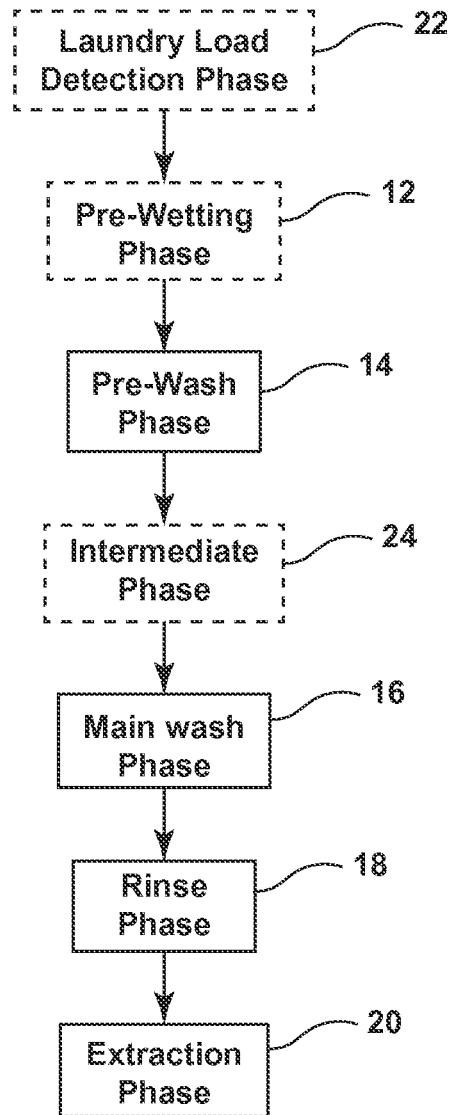 Laundry Load
Detection Phase
22
Pre-Wetting
Phase
12
Pre-Wash
Phase
14
Intermediate
Phase
24
Main wash
Phase
16
Rinse
Phase
18
Extraction
Phase
20